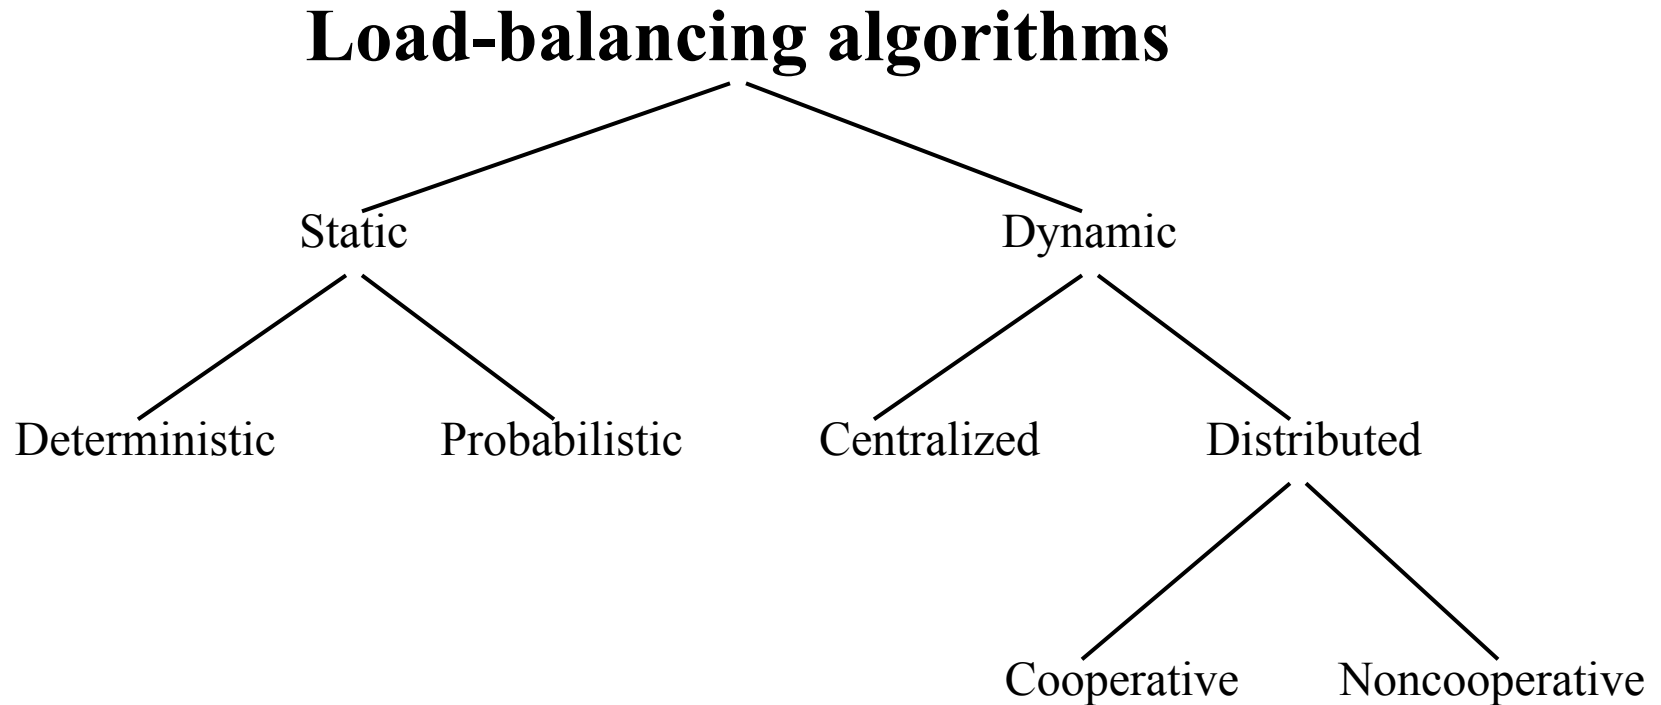 Load-balancing algorithms
Static
Dynamic
Deterministic
Probabilistic
Centralized
Distributed
Cooperative
Noncooperative